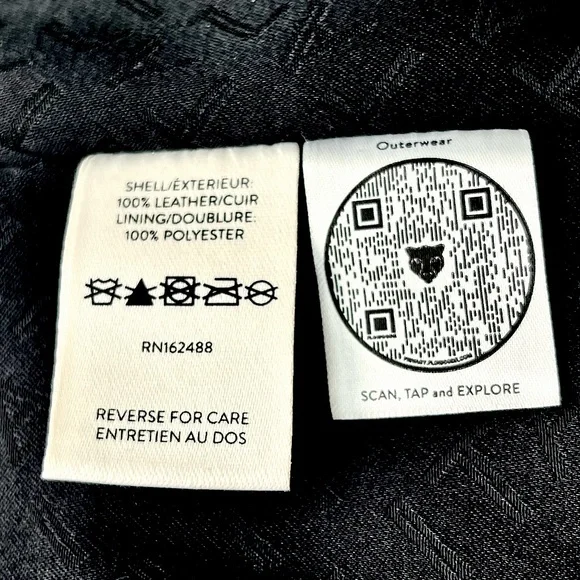 SHELL/ÉXTERIEUR:
100% LEATHER/CUIR
LINING/DOUBLURE:
100% POLYESTER
RN162488
REVERSE FOR CARE
ENTRETIEN AU DOS
Outerwear
SCAN, TAP and EXPLORE